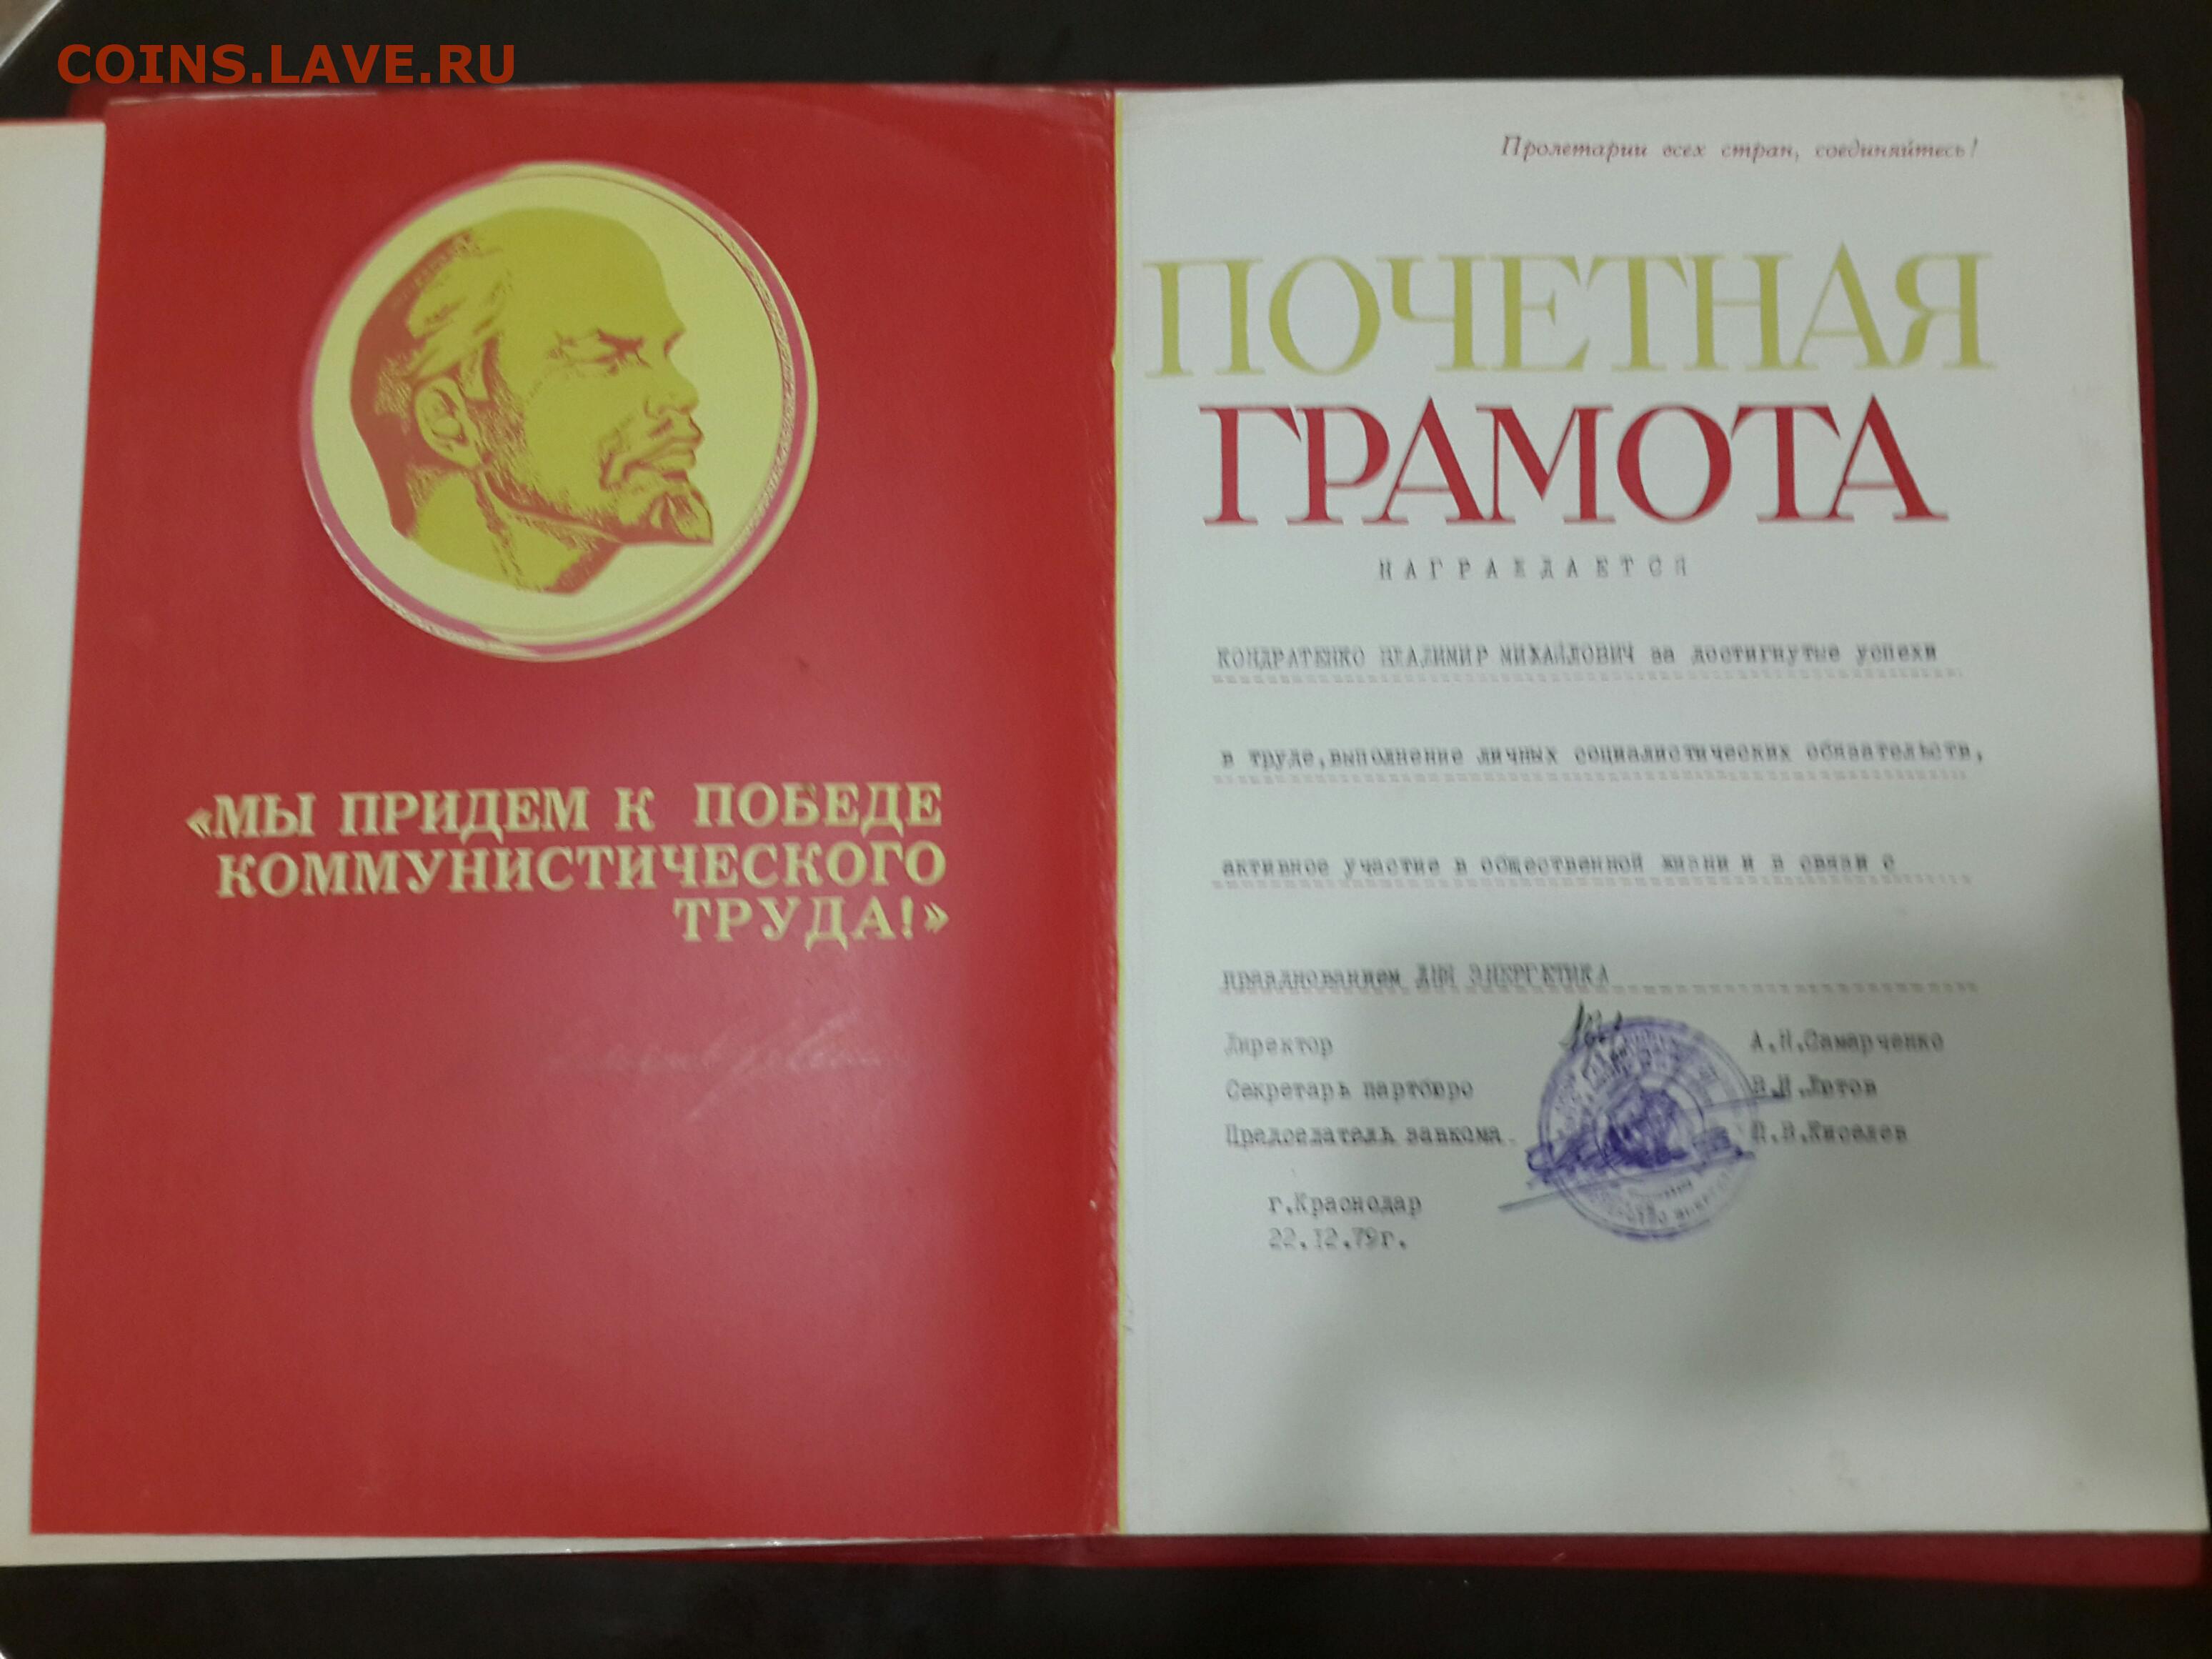 COINS.LAVE.RU
«МЫ ПРИДЕМ К ПОБЕДЕ
КОММУНИСТИЧЕСКОГО
ТРУДА!»
Пролетарии всех стран, соединяйтесь!
ПОЧЕТНАЯ
ГРАМОТА
НАГРАЖДАЕТСЯ
КОНДРАТЕНКО ВЛАДИМИР МИХАЙЛОВИЧ за достигнутые успехи
в труде,выполнение личных социалистических обязательств,
активное участие в общественной жизни и в связи с
празднованием ДНЯ ЭНЕРГЕТИКА
Директор
Секретарь партбюро
Председатель завкома
г.Краснодар
22.12.79г.